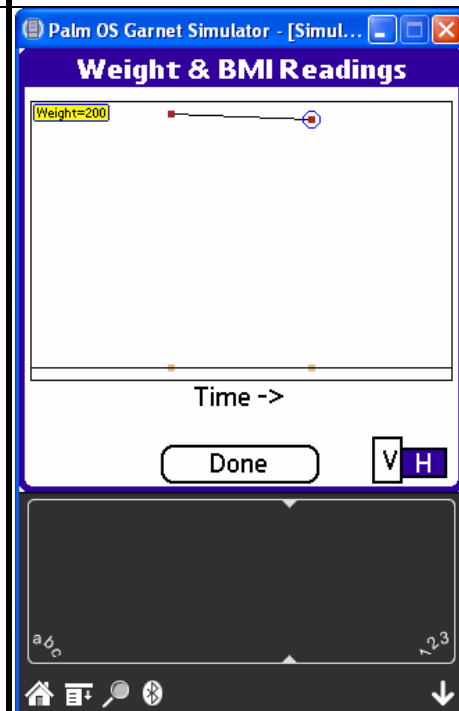 Palm OS Garnet Simulator - [Simul...
Weight & BMI Readings
Weight=200
Time ->
Done
V H
abc
123